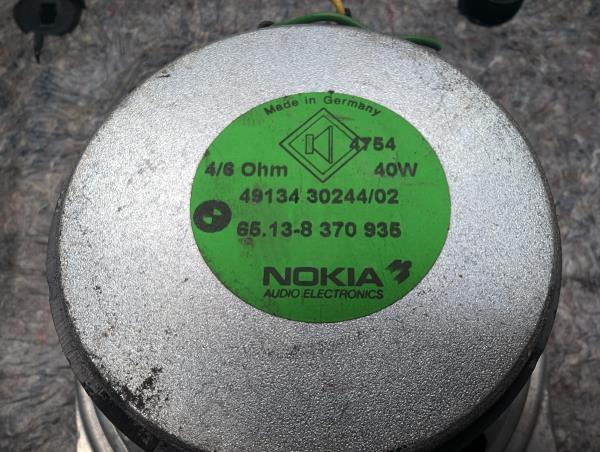 Made in Germany
4754
4/6 Ohm 40W
49134 30244/02
65.13-8 370 935
NOKIA
AUDIO ELECTRONICS